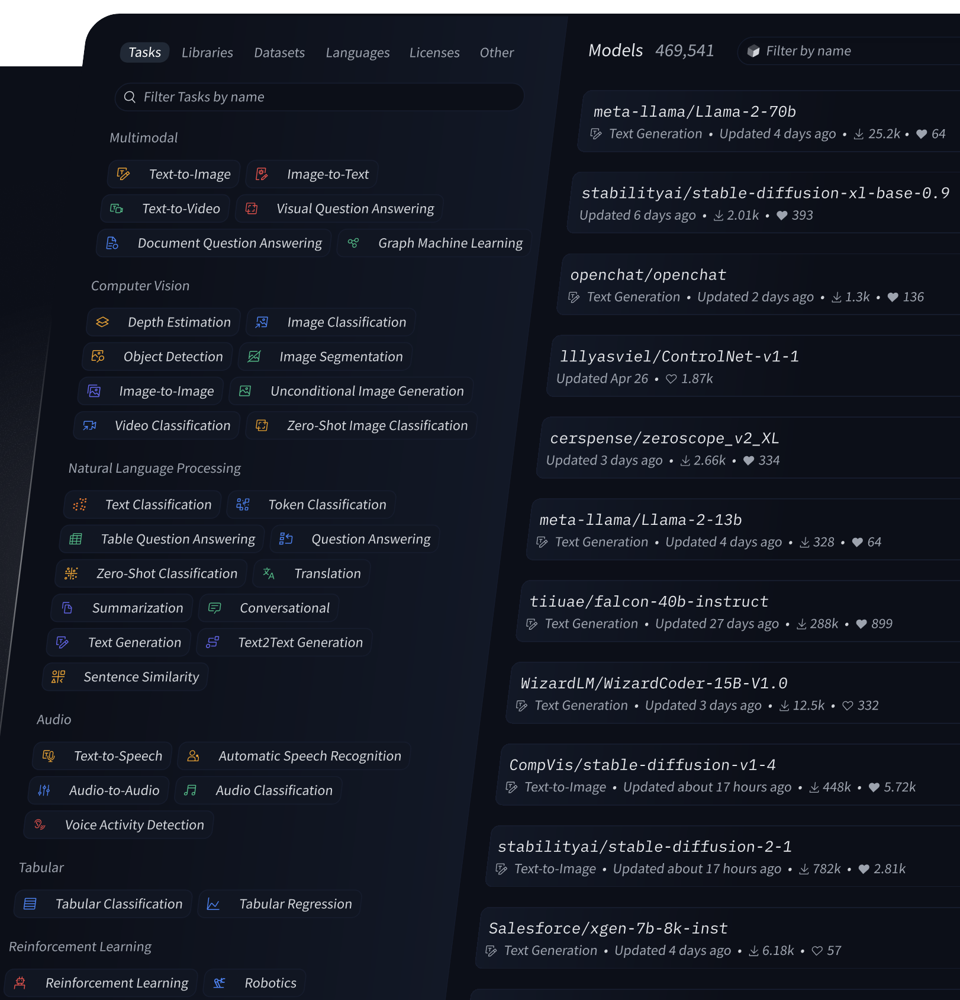 Tasks Libraries Datasets Languages Licenses Other
Filter Tasks by name
Multimodal
Text-to-Image Image-to-Text
Text-to-Video Visual Question Answering
Document Question Answering Graph Machine Learning
Computer Vision
Depth Estimation Image Classification
Object Detection Image Segmentation
Image-to-Image Unconditional Image Generation
Video Classification Zero-Shot Image Classification
Natural Language Processing
Text Classification Token Classification
Table Question Answering Question Answering
Zero-Shot Classification Translation
Summarization Conversational
Text Generation Text2Text Generation
Sentence Similarity
Audio
Text-to-Speech Automatic Speech Recognition
Audio-to-Audio Audio Classification
Voice Activity Detection
Tabular
Tabular Classification Tabular Regression
Reinforcement Learning
Reinforcement Learning Robotics
Models 469,541 Filter by name
meta-llama/Llama-2-70b
Text Generation • Updated 4 days ago • 25.2k • 64
stabilityai/stable-diffusion-xl-base-0.9
Updated 6 days ago • 2.01k • 393
openchat/openchat
Text Generation • Updated 2 days ago • 1.3k • 136
lllyasviel/ControlNet-v1-1
Updated Apr 26 • 1.87k
cerspense/zeroscope_v2_XL
Updated 3 days ago • 2.66k • 334
meta-llama/Llama-2-13b
Text Generation • Updated 4 days ago • 328 • 64
tiiuae/falcon-40b-instruct
Text Generation • Updated 27 days ago • 288k • 899
WizardLM/WizardCoder-15B-V1.0
Text Generation • Updated 3 days ago • 12.5k • 332
CompVis/stable-diffusion-v1-4
Text-to-Image • Updated about 17 hours ago • 448k • 5.72k
stabilityai/stable-diffusion-2-1
Text-to-Image • Updated about 17 hours ago • 782k • 2.81k
Salesforce/xgen-7b-8k-inst
Text Generation • Updated 4 days ago • 6.18k • 57